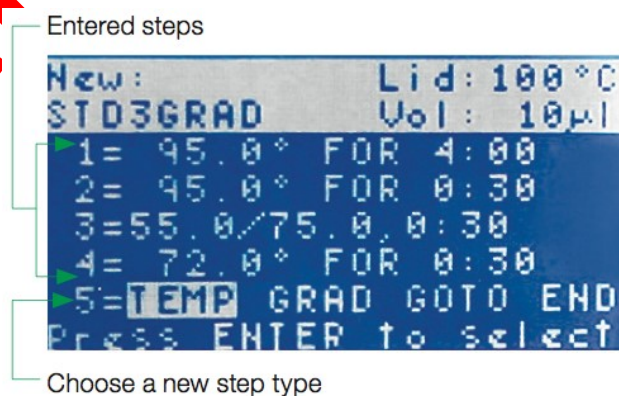 Entered steps
New: Lid:100°C
STD3GRAD Vol: 10µl
1= 95.0° FOR 4:00
2= 95.0° FOR 0:30
3=55.0/75.0,0:30
4= 72.0° FOR 0:30
5=TEMP GRAD GOTO END
Press ENTER to select
Choose a new step type